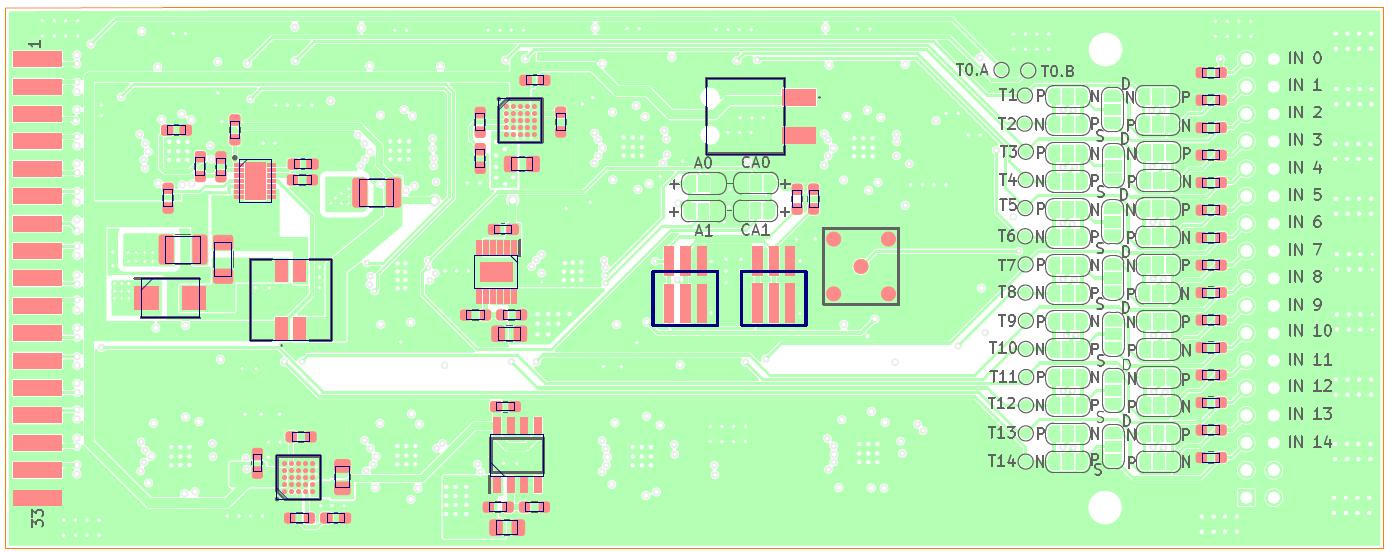 1
33
T0.A T0.B
A0 CA0
+ - +
+ - +
A1 CA1
D
T1 P N N P
T2 N P P N
S D
T3 P N N P
T4 N P P N
S D
T5 P N N P
T6 N P P N
S D
T7 P N N P
T8 N P P N
S D
T9 P N N P
T10 N P P N
S D
T11 P N N P
T12 N P P N
S D
T13 P N N P
T14 N P P N
S
IN 0
IN 1
IN 2
IN 3
IN 4
IN 5
IN 6
IN 7
IN 8
IN 9
IN 10
IN 11
IN 12
IN 13
IN 14